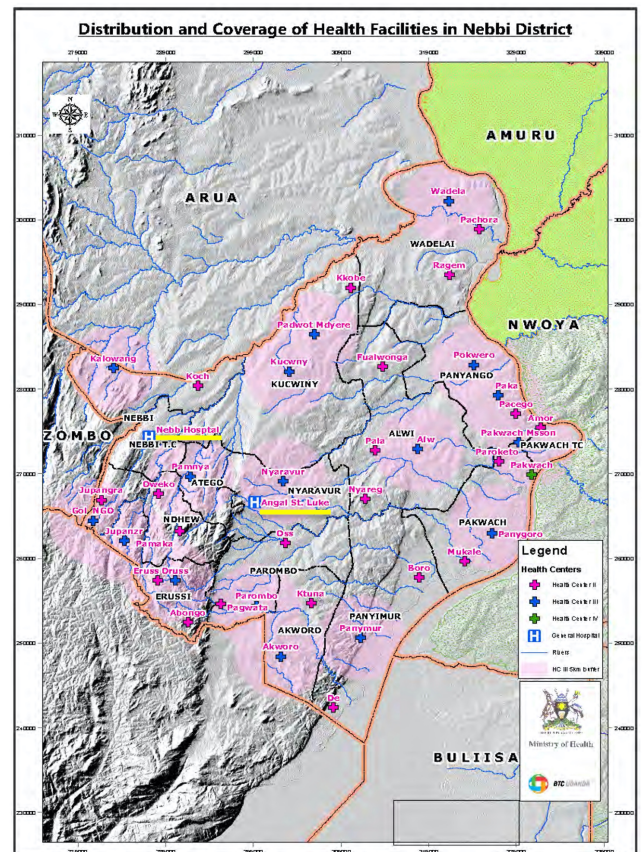 Distribution and Coverage of Health Facilities in Nebbi District
N
W
E
S
AMURU
ARUA
Wadela
Pachora
WADELAI
Ragem
Kkobe
NWOYA
Padwot Mdyere
Kalowang
Fualwonga
Pokwero
Kucwny
PANYANGO
Koch
KUCWINY
Paka
Pacego
NEBBI
Amor
Nebbi Hosptal
ALWI
ZOMBO
NEBBI T.C
Pakwach Msson
PAKWACH TC
Pala
Alw
Paroketo
Pamnya
Pakwach
ATEGO
Nyaravur
Dweko
NYARAVUR
Jupangra
Nyareg
Angal St. Luke
Gol NGO
NDHEW
PAKWACH
Panygoro
Jupanzr
Pamaka
Oss
Mukale
Boro
PAROMBO
Eruss Oruss
ERUSSI
Parombo
Ktuna
Pagwata
Abongo
PANYIMUR
AKWORO
Panymur
Akworo
De
BULIISA
Legend
Health Centers
Health Center II
Health Center III
Health Center IV
H General Hospital
Rivers
HC III 5km buffer
Ministry of Health
BTC UGANDA